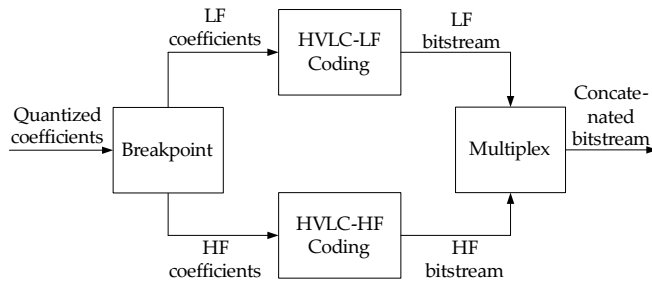 LF
coefficients
HVLC-LF
Coding
LF
bitstream
Quantized
coefficients
Breakpoint
Multiplex
Concate-
nated
bitstream
HVLC-HF
Coding
HF
coefficients
HF
bitstream